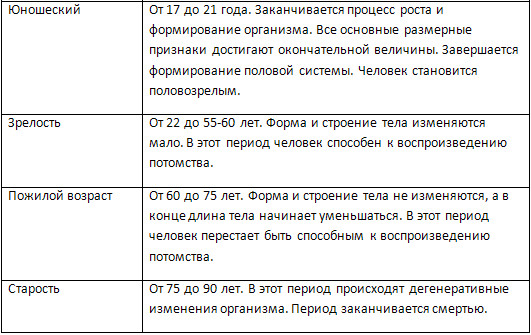 Юношеский
От 17 до 21 года. Заканчивается процесс роста и
формирование организма. Все основные размерные
признаки достигают окончательной величины. Завершается
формирование половой системы. Человек становится
половозрелым.
Зрелость
От 22 до 55-60 лет. Форма и строение тела изменяются
мало. В этот период человек способен к воспроизведению
потомства.
Пожилой возраст
От 60 до 75 лет. Форма и строение тела не изменяются, а в
конце длина тела начинает уменьшаться. В этот период
человек перестает быть способным к воспроизведению
потомства.
Старость
От 75 до 90 лет. В этот период происходят дегенеративные
изменения организма. Период заканчивается смертью.